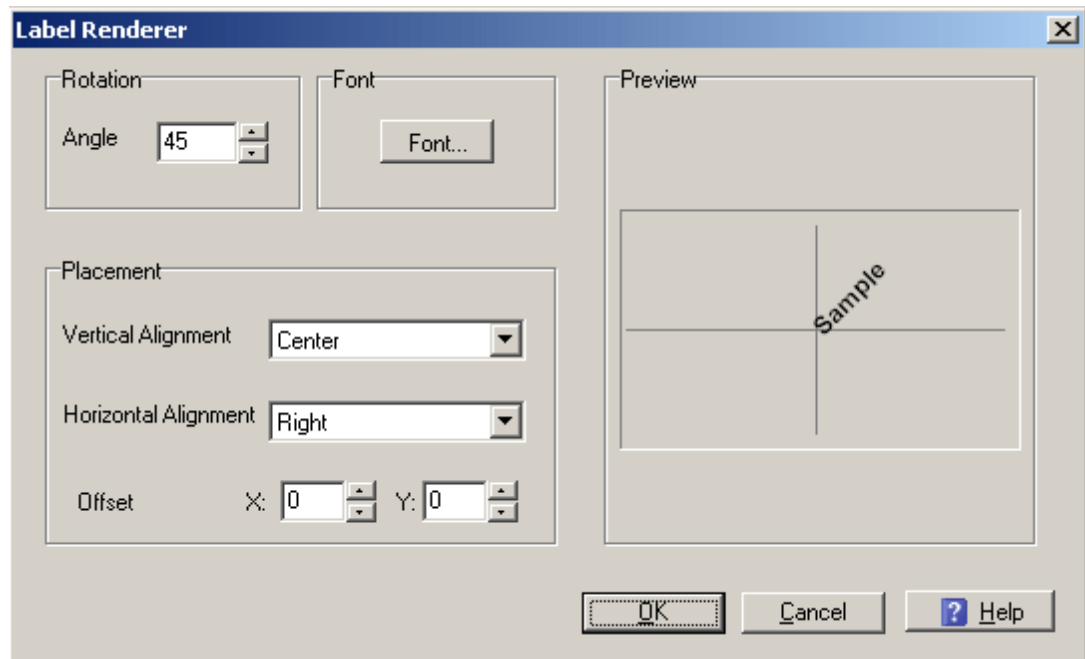 Label Renderer
Rotation
Angle 45
Font
Font...
Placement
Vertical Alignment Center
Horizontal Alignment Right
Offset X: 0 Y: 0
Preview
Sample
OK Cancel ? Help